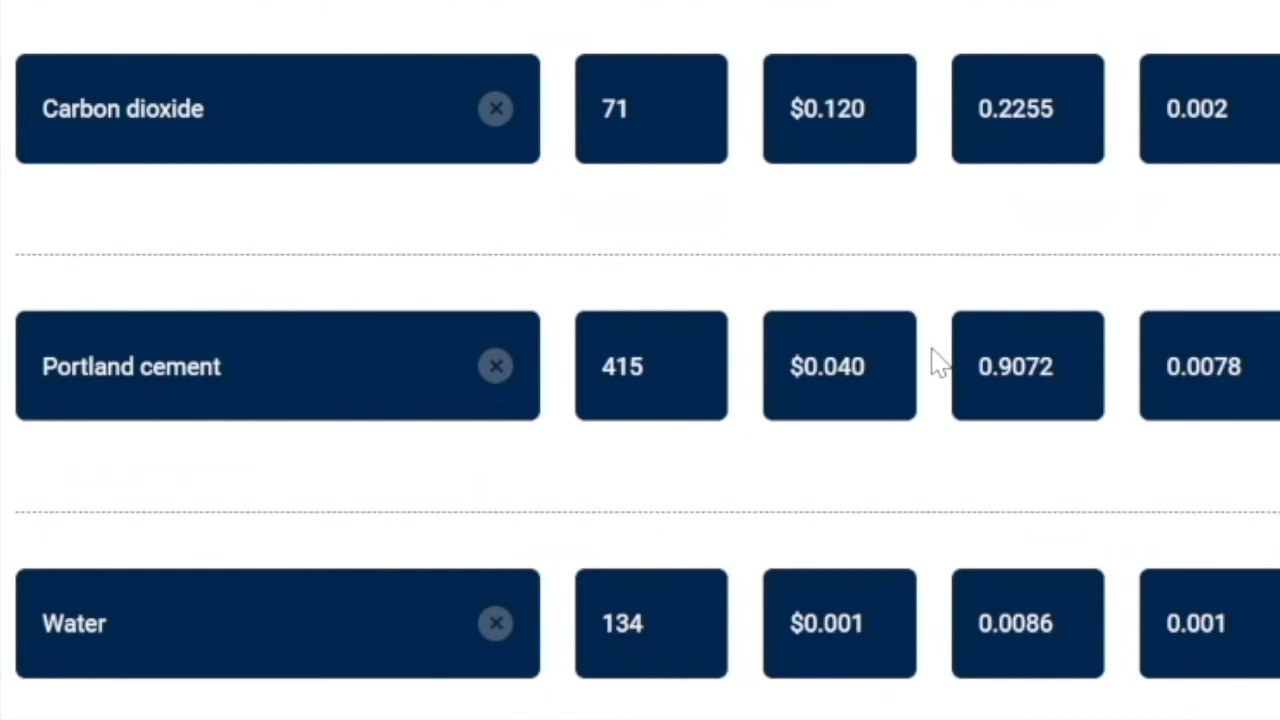 Carbon dioxide 71 $0.120 0.2255 0.002
Portland cement 415 $0.040 0.9072 0.0078
Water 134 $0.001 0.0086 0.001